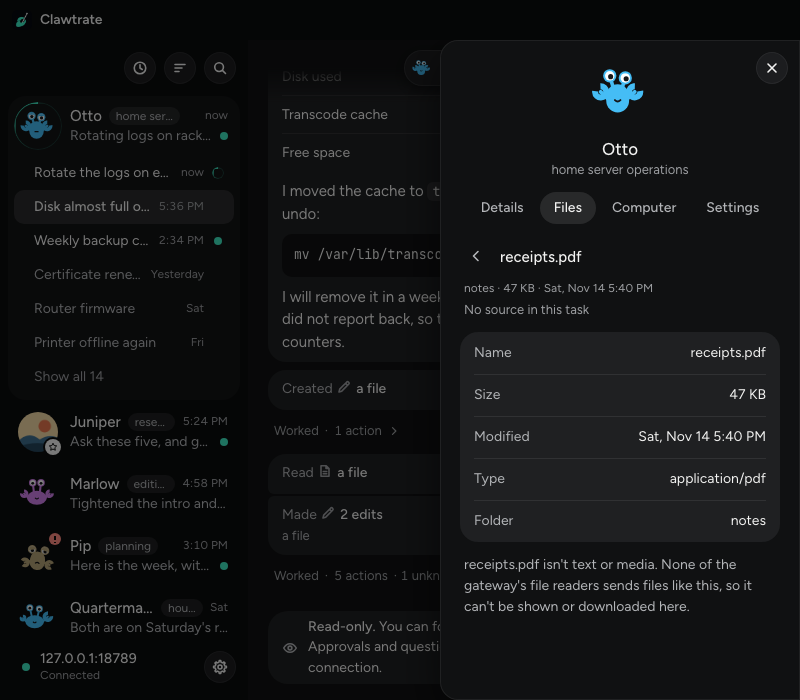 Clawtrate
Otto home ser... now
Rotating logs on rack...
Rotate the logs on e... now
Disk almost full o... 5:36 PM
Weekly backup c... 2:34 PM
Certificate rene... Yesterday
Router firmware Sat
Printer offline again Fri
Show all 14
Juniper rese... 5:24 PM
Ask these five, and g...
Marlow editi... 4:58 PM
Tightened the intro and...
Pip planning 3:10 PM
Here is the week, wit...
Quarterma... hou... Sat
Both are on Saturday's r...
127.0.0.1:18789
Connected
Disk used
Transcode cache
Free space
I moved the cache to
undo:
mv /var/lib/transco
I will remove it in a week
did not report back, so t
counters.
Created a file
Worked · 1 action
Read a file
Made 2 edits
a file
Worked · 5 actions · 1 unkn
Read-only. You can fo
Approvals and questi
connection.
Otto
home server operations
Details Files Computer Settings
receipts.pdf
notes · 47 KB · Sat, Nov 14 5:40 PM
No source in this task
Name receipts.pdf
Size 47 KB
Modified Sat, Nov 14 5:40 PM
Type application/pdf
Folder notes
receipts.pdf isn't text or media. None of the
gateway's file readers sends files like this, so it
can't be shown or downloaded here.